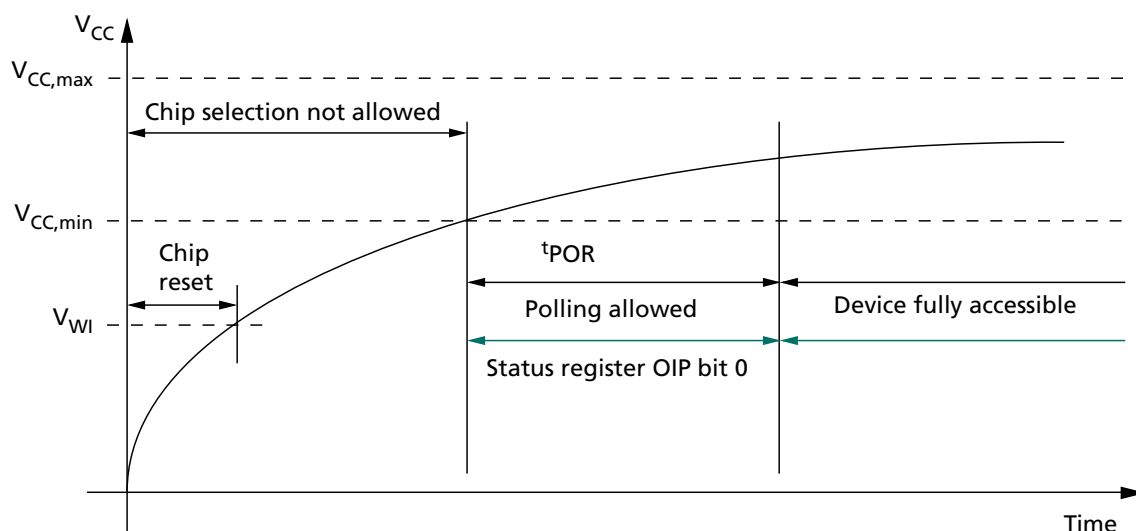 VCC
VCC,max
Chip selection not allowed
VCC,min
Chip
reset
tPOR
VWI
Polling allowed
Device fully accessible
Status register OIP bit 0
Time